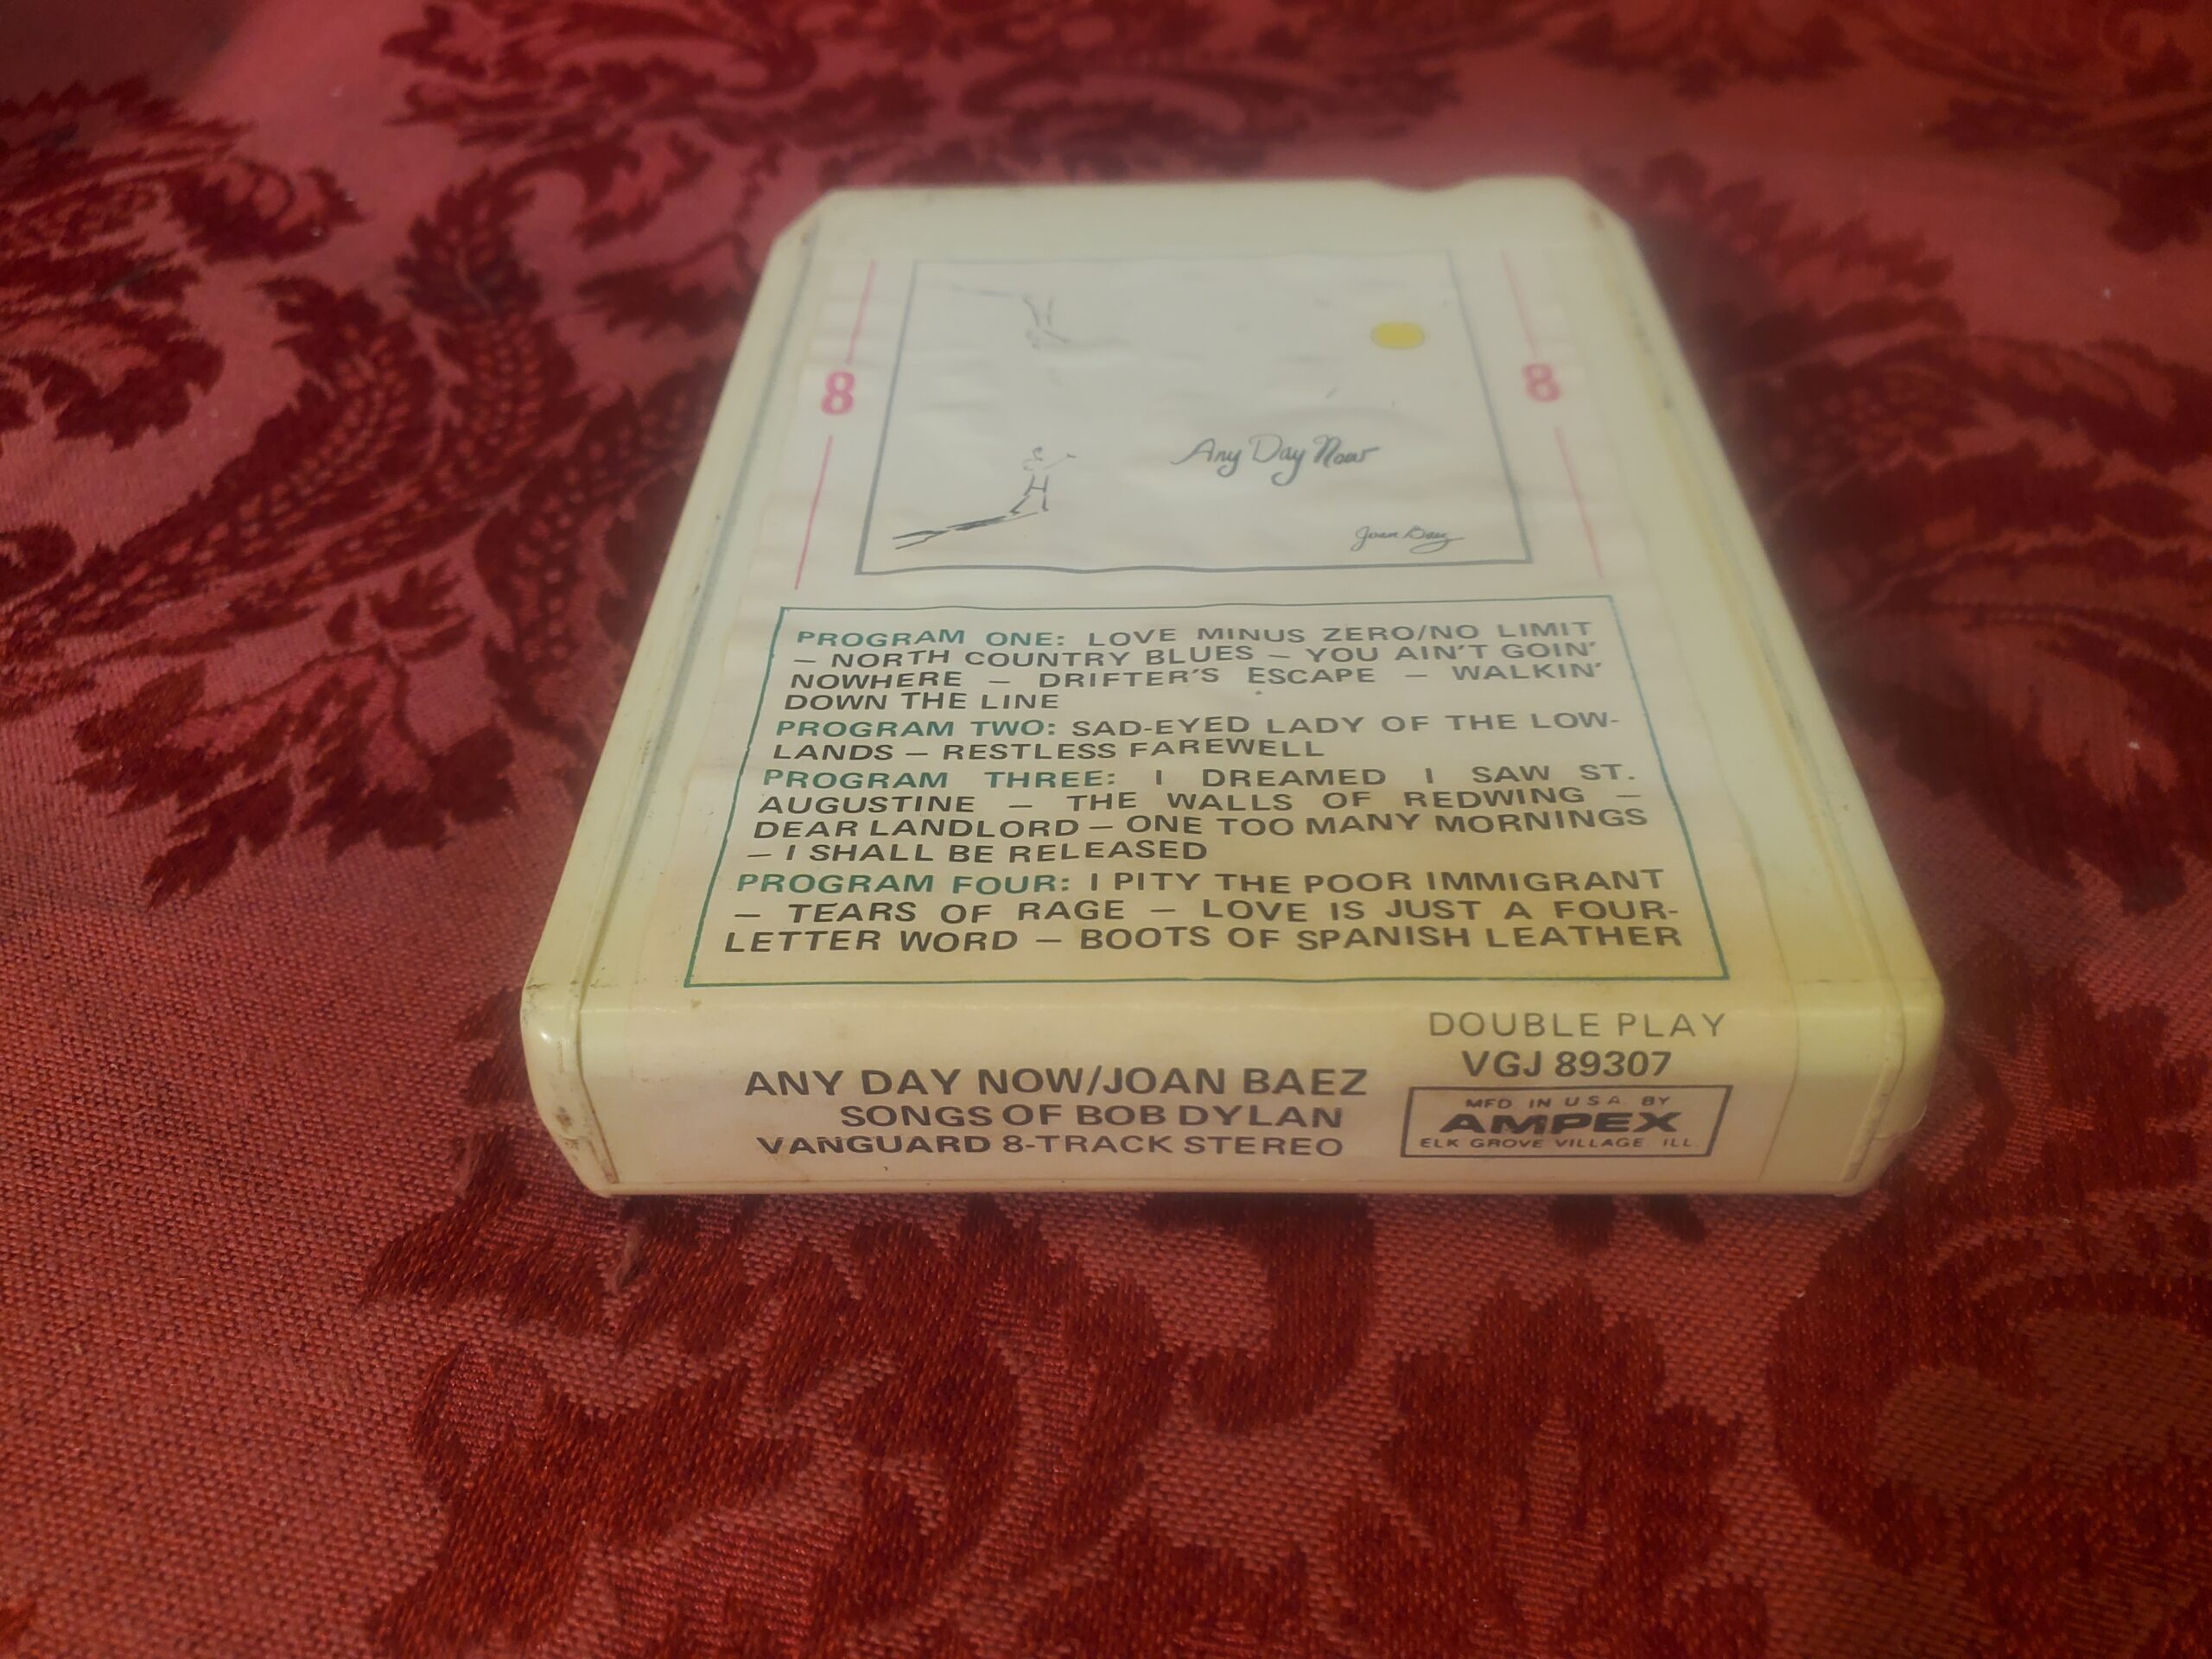 8
8
Any Day Now
Joan Baez
PROGRAM ONE: LOVE MINUS ZERO/NO LIMIT
— NORTH COUNTRY BLUES — YOU AIN'T GOIN'
NOWHERE — DRIFTER'S ESCAPE — WALKIN'
DOWN THE LINE
PROGRAM TWO: SAD-EYED LADY OF THE LOW-
LANDS — RESTLESS FAREWELL
PROGRAM THREE: I DREAMED I SAW ST.
AUGUSTINE — THE WALLS OF REDWING —
DEAR LANDLORD — ONE TOO MANY MORNINGS
— I SHALL BE RELEASED
PROGRAM FOUR: I PITY THE POOR IMMIGRANT
— TEARS OF RAGE — LOVE IS JUST A FOUR-
LETTER WORD — BOOTS OF SPANISH LEATHER
ANY DAY NOW/JOAN BAEZ
SONGS OF BOB DYLAN
VANGUARD 8-TRACK STEREO
DOUBLE PLAY
VGJ 89307
MFD IN U.S.A. BY
AMPEX
ELK GROVE VILLAGE, ILL.